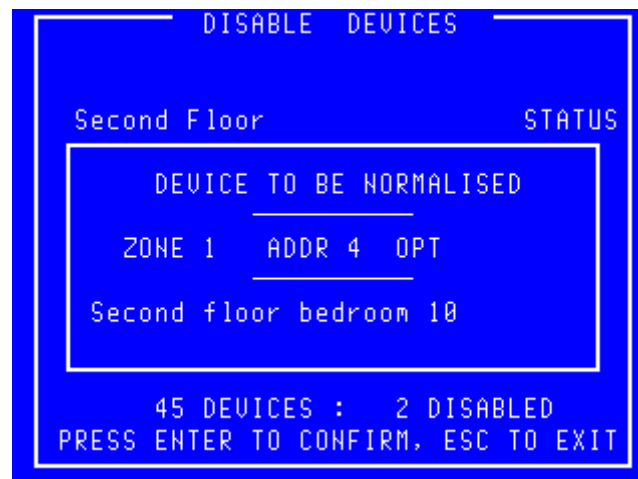 DISABLE DEVICES
Second Floor STATUS
DEVICE TO BE NORMALISED
ZONE 1 ADDR 4 OPT
Second floor bedroom 10
45 DEVICES : 2 DISABLED
PRESS ENTER TO CONFIRM, ESC TO EXIT